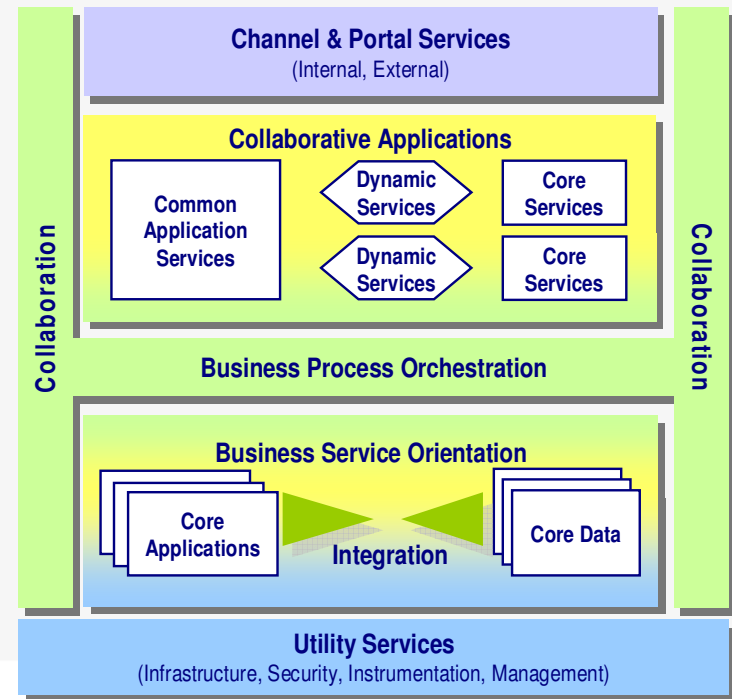 Channel & Portal Services
(Internal, External)
Collaboration
Collaborative Applications
Common
Application
Services
Dynamic
Services
Core
Services
Dynamic
Services
Core
Services
Collaboration
Business Process Orchestration
Business Service Orientation
Core
Applications
Integration
Core Data
Utility Services
(Infrastructure, Security, Instrumentation, Management)